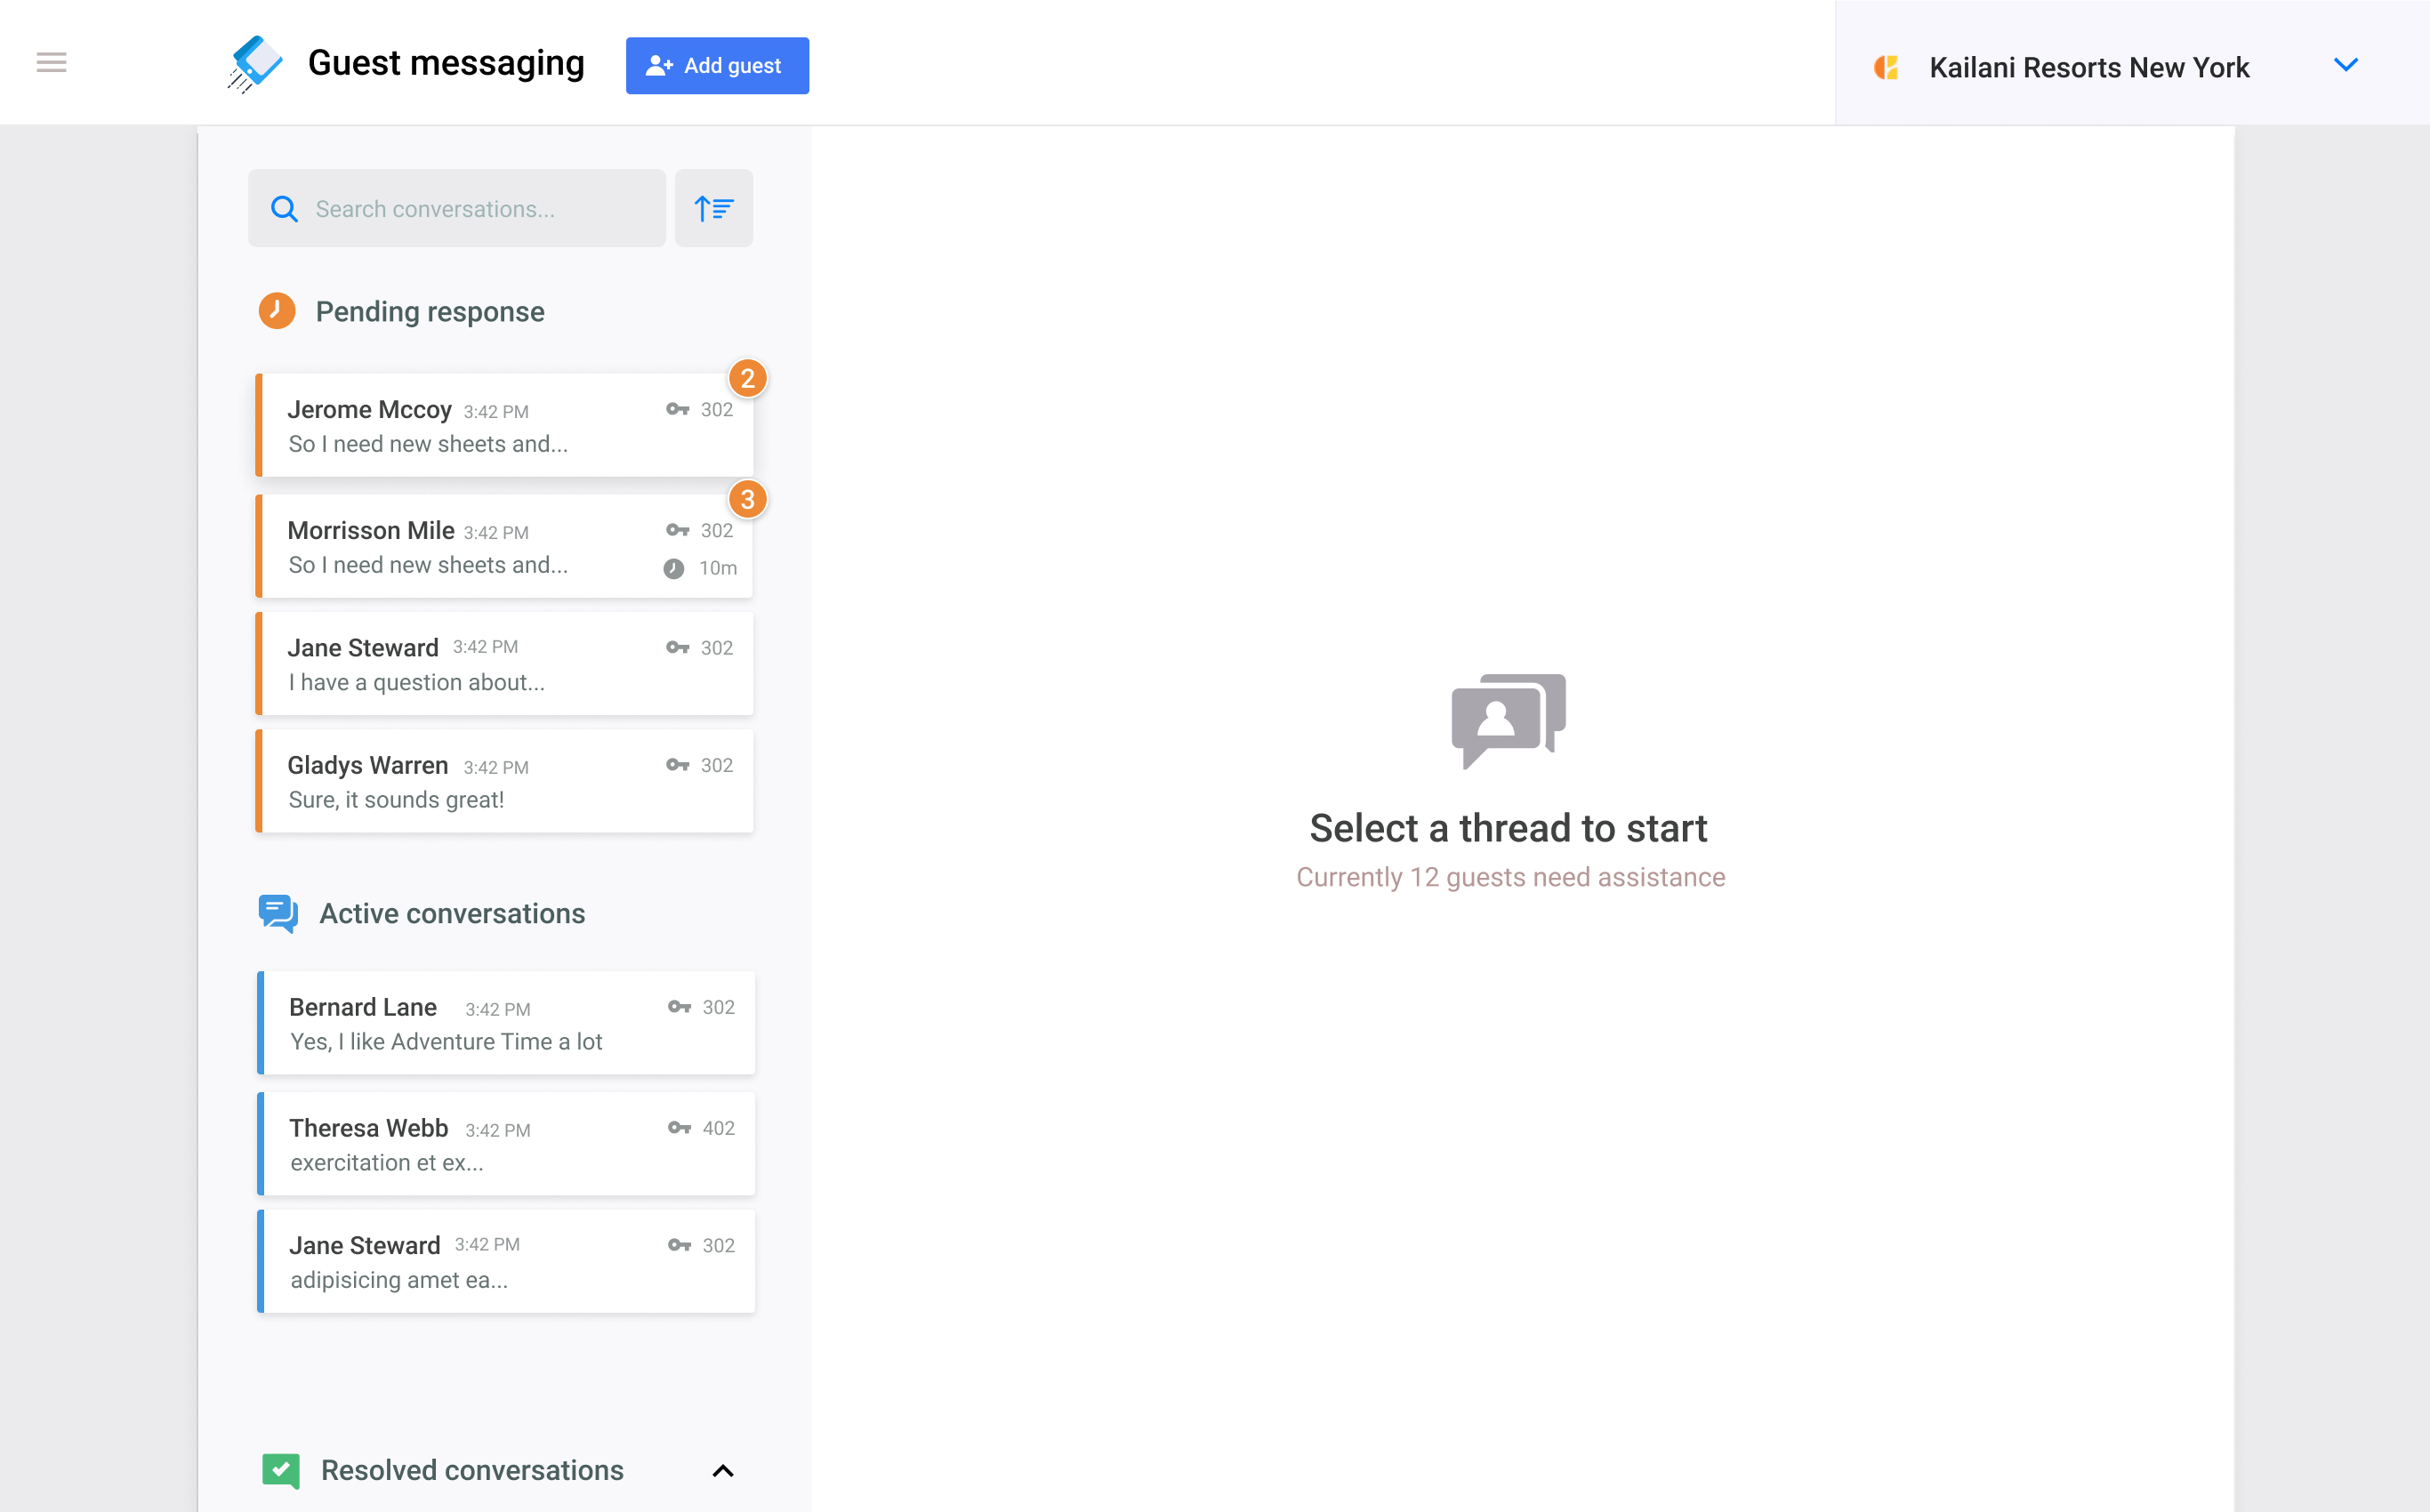 Guest messaging
Add guest
Kailani Resorts New York
Search conversations...
Pending response
2
Jerome Mccoy 3:42 PM 302
So I need new sheets and...
3
Morrisson Mile 3:42 PM 302
So I need new sheets and... 10m
Jane Steward 3:42 PM 302
I have a question about...
Gladys Warren 3:42 PM 302
Sure, it sounds great!
Active conversations
Bernard Lane 3:42 PM 302
Yes, I like Adventure Time a lot
Theresa Webb 3:42 PM 402
exercitation et ex...
Jane Steward 3:42 PM 302
adipisicing amet ea...
Resolved conversations
Select a thread to start
Currently 12 guests need assistance